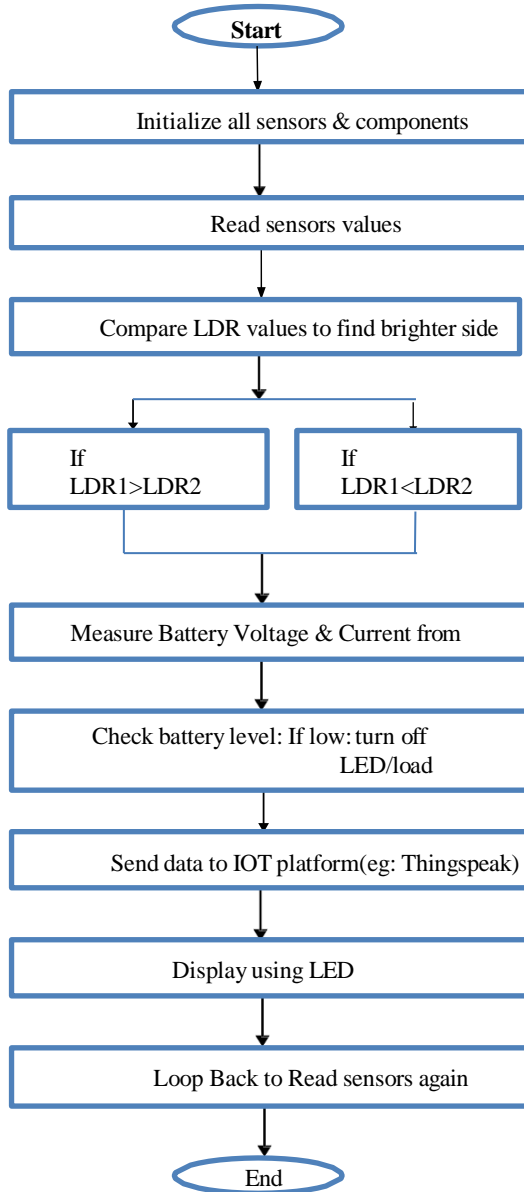 Start
Initialize all sensors & components
Read sensors values
Compare LDR values to find brighter side
If
LDR1>LDR2
If
LDR1<LDR2
Measure Battery Voltage & Current from
Check battery level: If low: turn off
LED/load
Send data to IOT platform(eg: Thingspeak)
Display using LED
Loop Back to Read sensors again
End